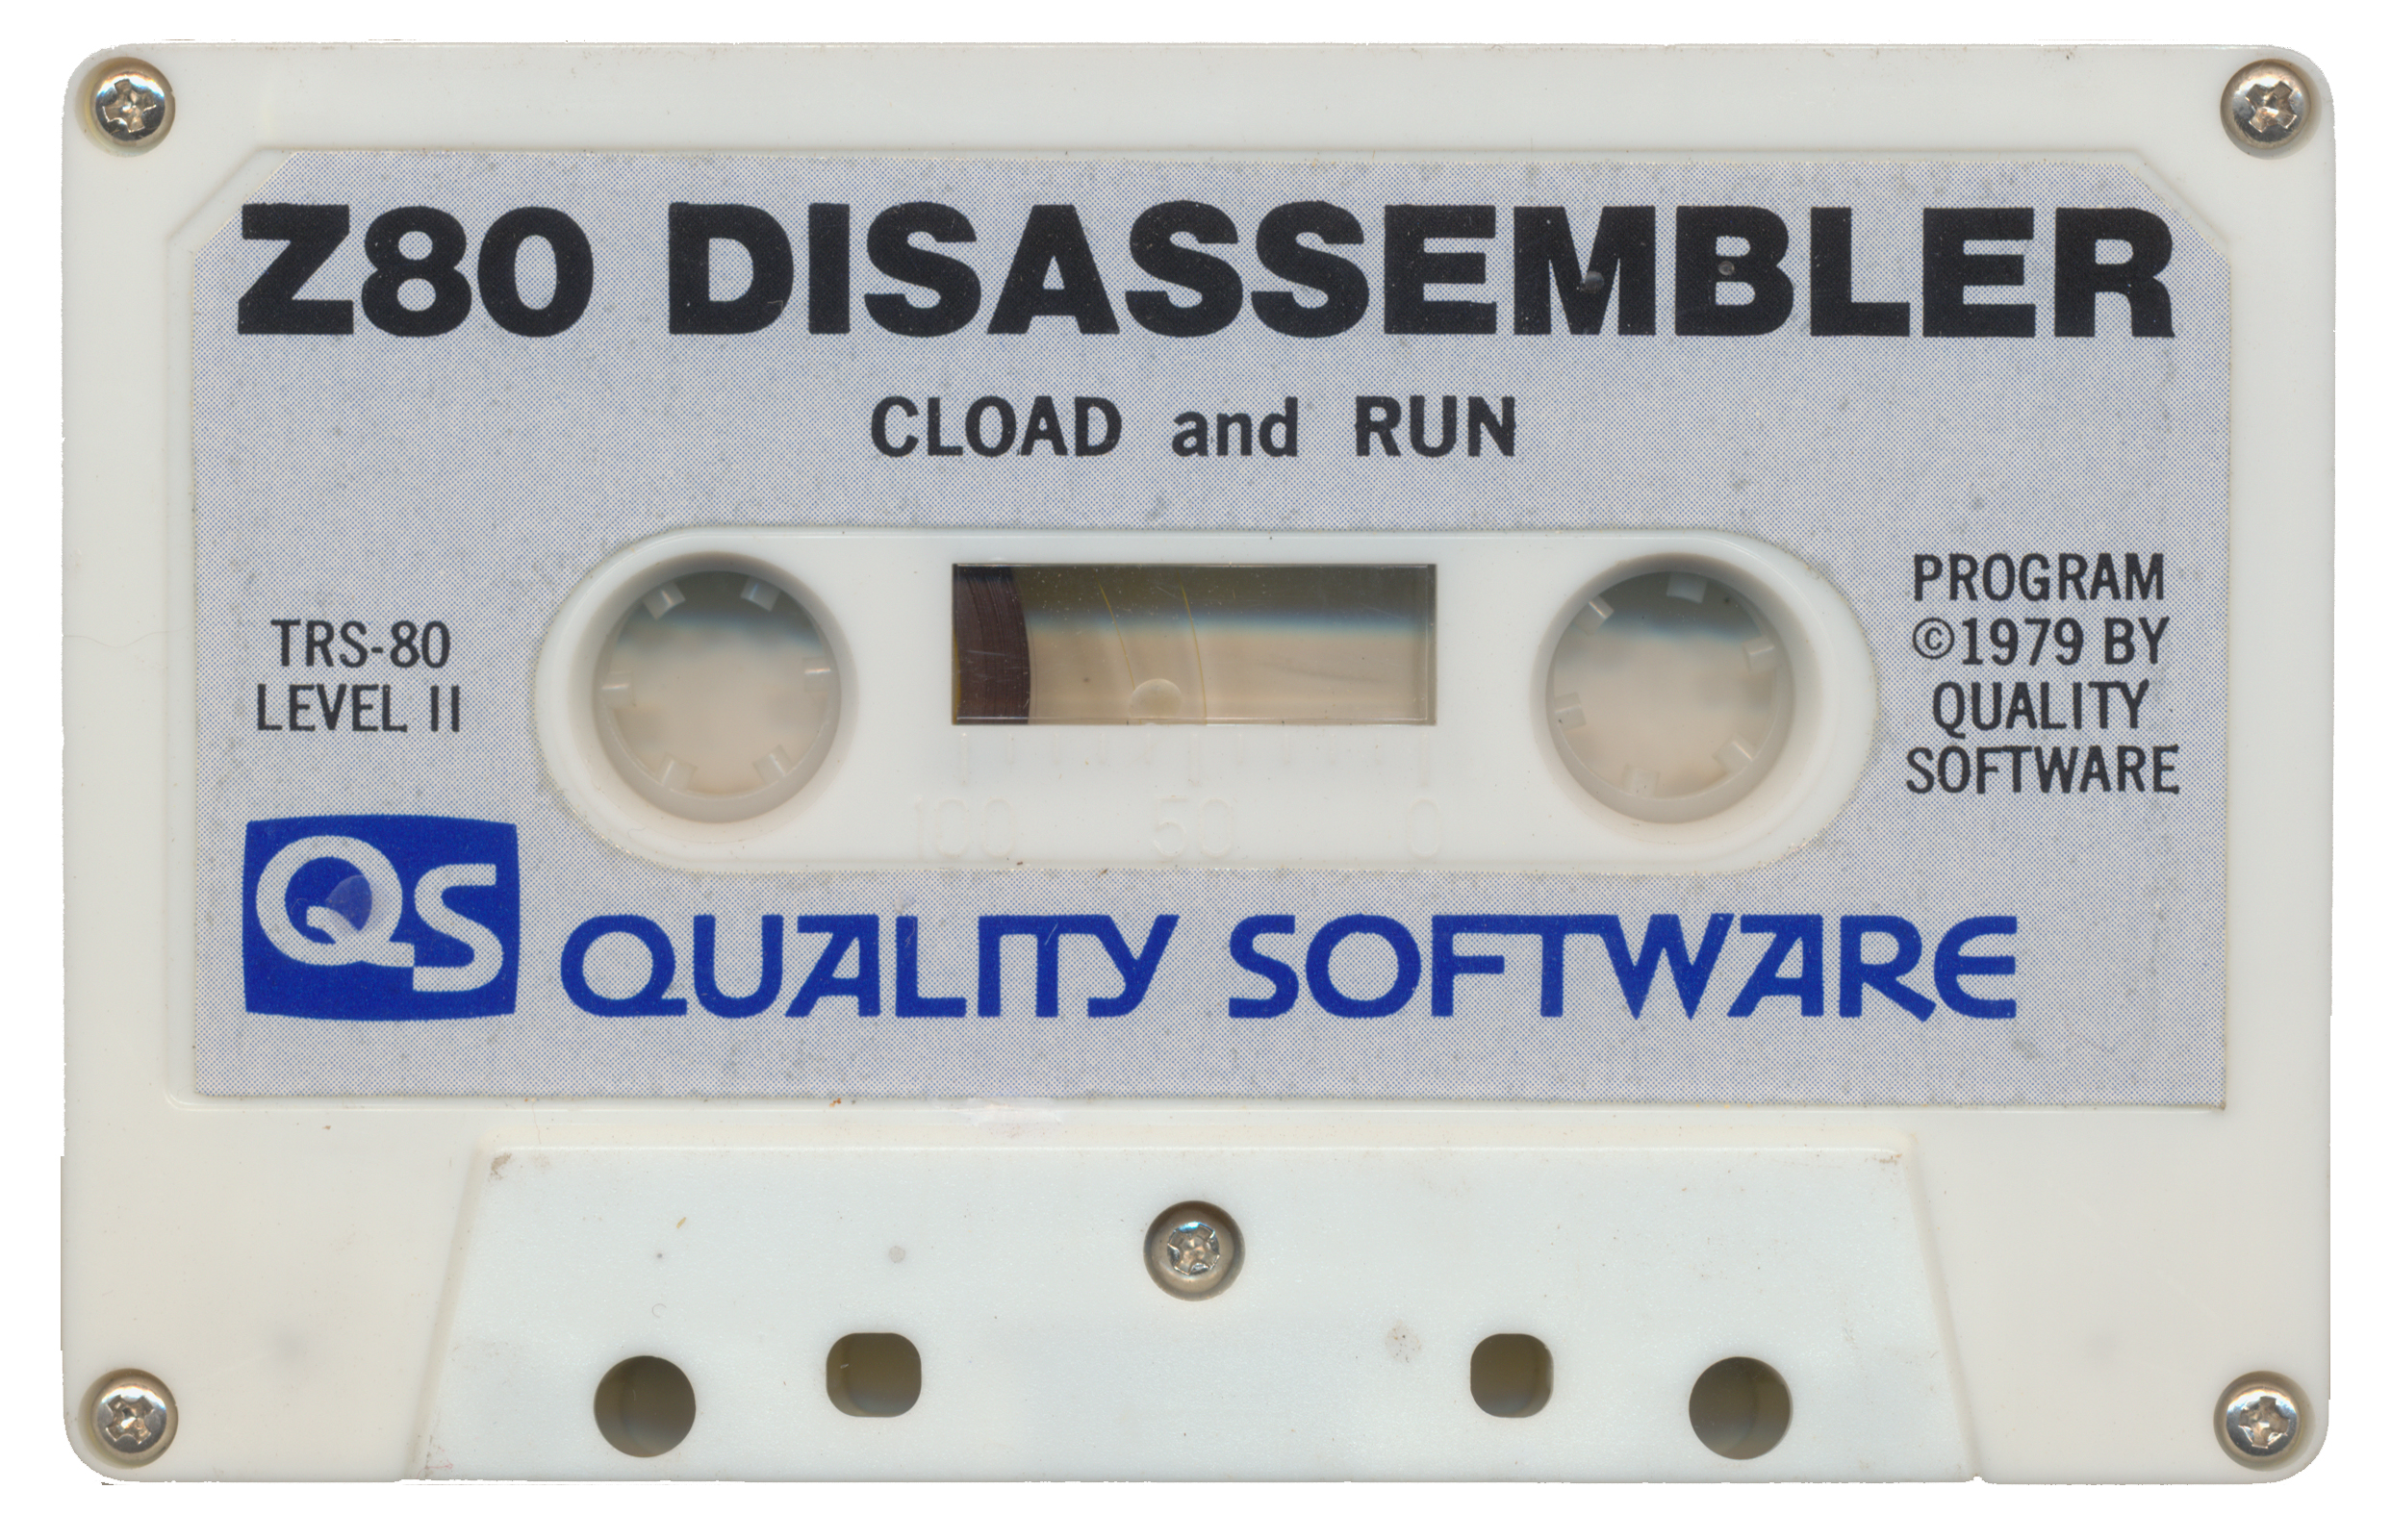 Z80 DISASSEMBLER
CLOAD and RUN
TRS-80
LEVEL II
PROGRAM
©1979 BY
QUALITY
SOFTWARE
100 50 0
QS QUALITY SOFTWARE